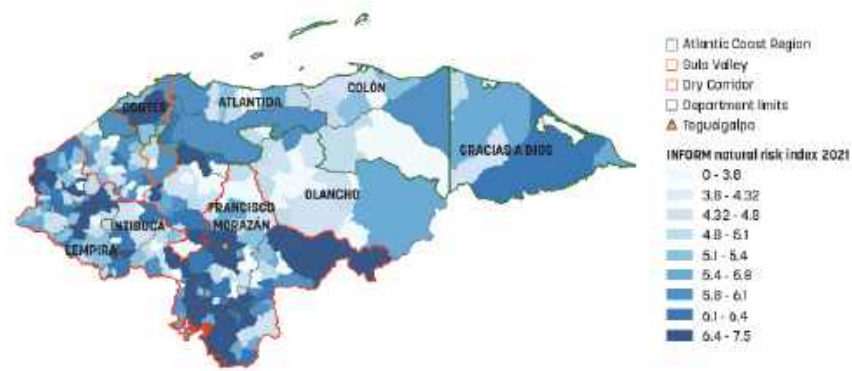 CORTÉS
ATLANTIDA
COLÓN
GRACIAS A DIOS
OLANCHO
FRANCISCO
MORAZÁN
INTIBUCA
LEMPIRA
Atlantic Coast Region
Sula Valley
Dry Corridor
Department limits
Tegucigalpa
INFORM natural risk index 2021
0 - 3.8
3.8 - 4.32
4.32 - 4.8
4.8 - 5.1
5.1 - 5.4
5.4 - 5.8
5.8 - 6.1
6.1 - 6.4
6.4 - 7.5